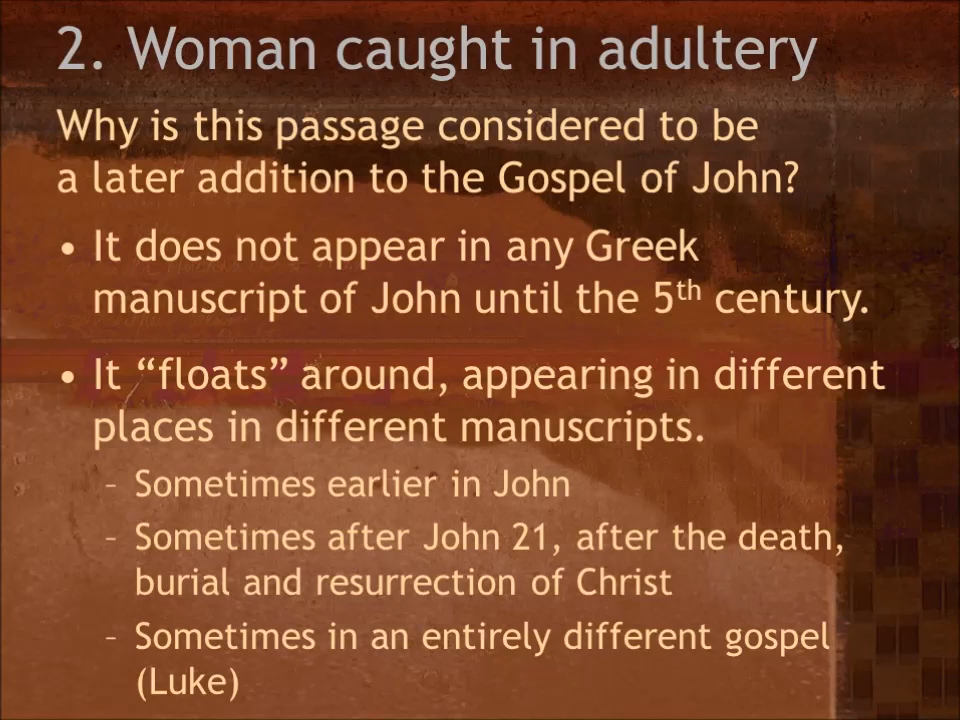 2. Woman caught in adultery
Why is this passage considered to be
a later addition to the Gospel of John?
• It does not appear in any Greek
manuscript of John until the 5th century.
• It “floats” around, appearing in different
places in different manuscripts.
– Sometimes earlier in John
– Sometimes after John 21, after the death,
burial and resurrection of Christ
– Sometimes in an entirely different gospel
(Luke)